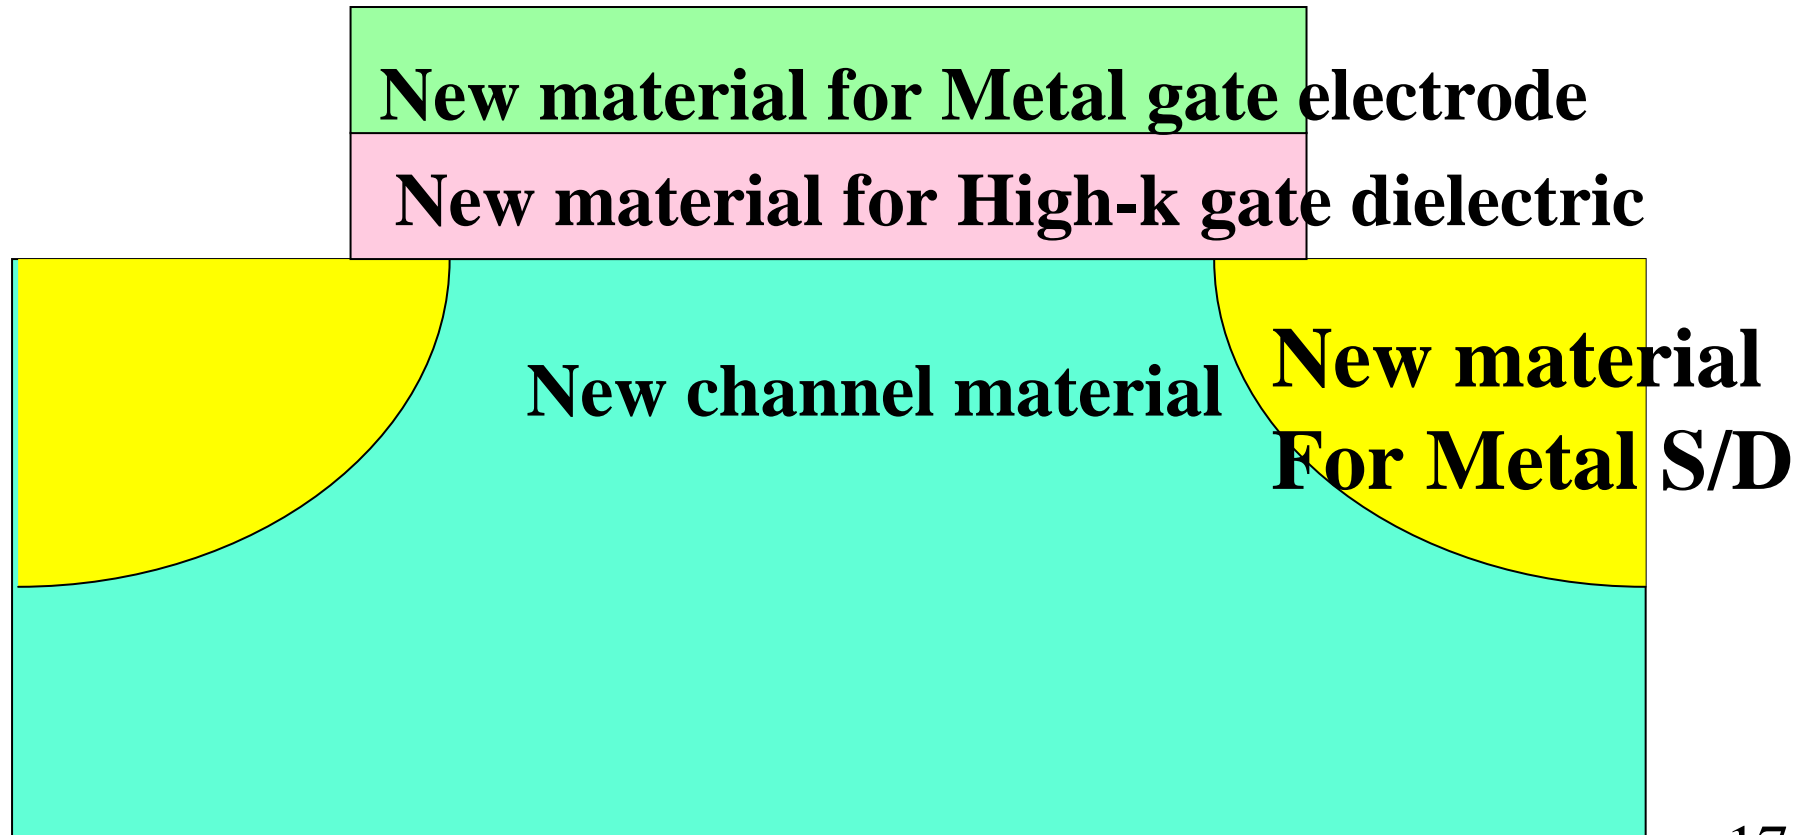 New material for Metal gate electrode
New material for High-k gate dielectric
New channel material
New material
For Metal S/D
17